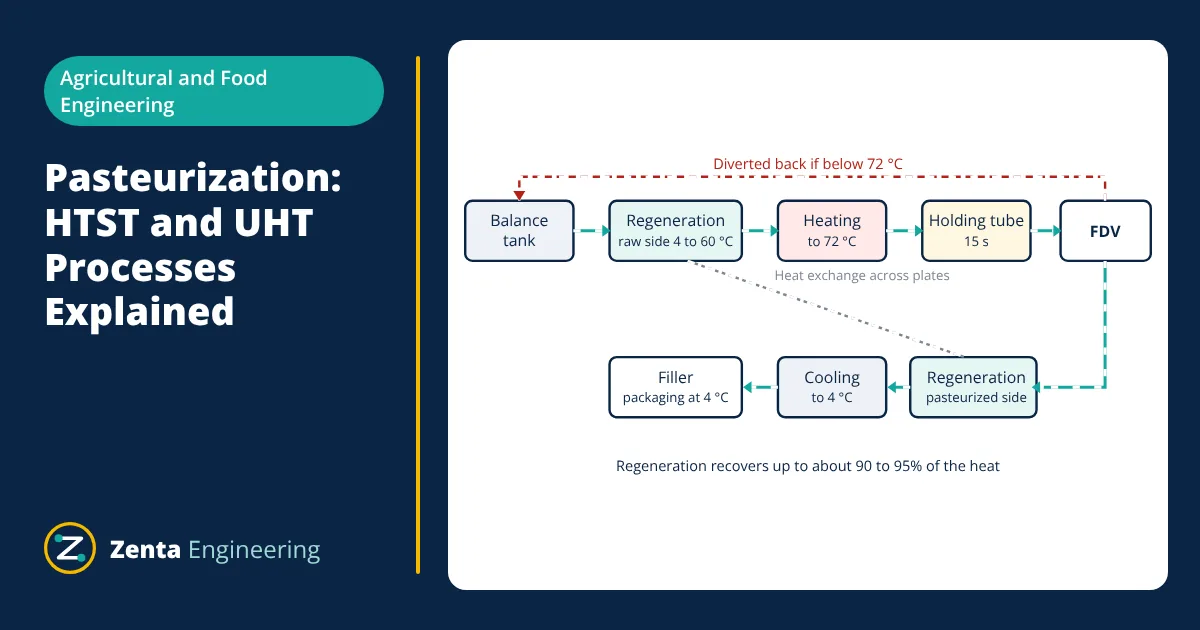 Agricultural and Food
Engineering
Pasteurization:
HTST and UHT
Processes
Explained
Zenta Engineering
Diverted back if below 72 °C
Balance
tank
Regeneration
raw side 4 to 60 °C
Heating
to 72 °C
Holding tube
15 s
FDV
Heat exchange across plates
Filler
packaging at 4 °C
Cooling
to 4 °C
Regeneration
pasteurized side
Regeneration recovers up to about 90 to 95% of the heat